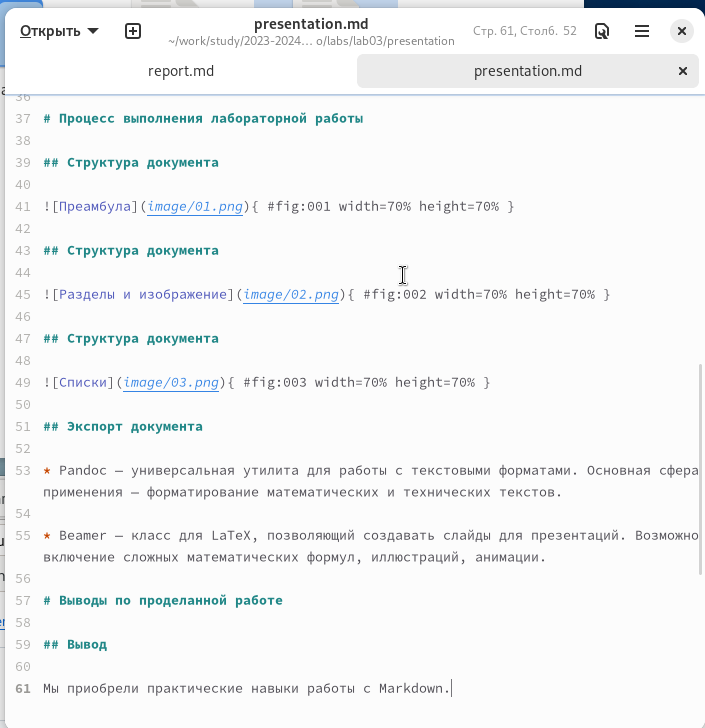 Открыть
presentation.md
~/work/study/2023-2024… o/labs/lab03/presentation
Стр. 61, Столб. 52
report.md
presentation.md
36
37 # Процесс выполнения лабораторной работы
38
39 ## Структура документа
40
41 ![Преамбула](image/01.png){ #fig:001 width=70% height=70% }
42
43 ## Структура документа
44
45 ![Разделы и изображение](image/02.png){ #fig:002 width=70% height=70% }
46
47 ## Структура документа
48
49 ![Списки](image/03.png){ #fig:003 width=70% height=70% }
50
51 ## Экспорт документа
52
53 * Pandoc — универсальная утилита для работы с текстовыми форматами. Основная сфера
применения — форматирование математических и технических текстов.
54
55 * Beamer — класс для LaTeX, позволяющий создавать слайды для презентаций. Возможно
включение сложных математических формул, иллюстраций, анимации.
56
57 # Выводы по проделанной работе
58
59 ## Вывод
60
61 Мы приобрели практические навыки работы с Markdown.